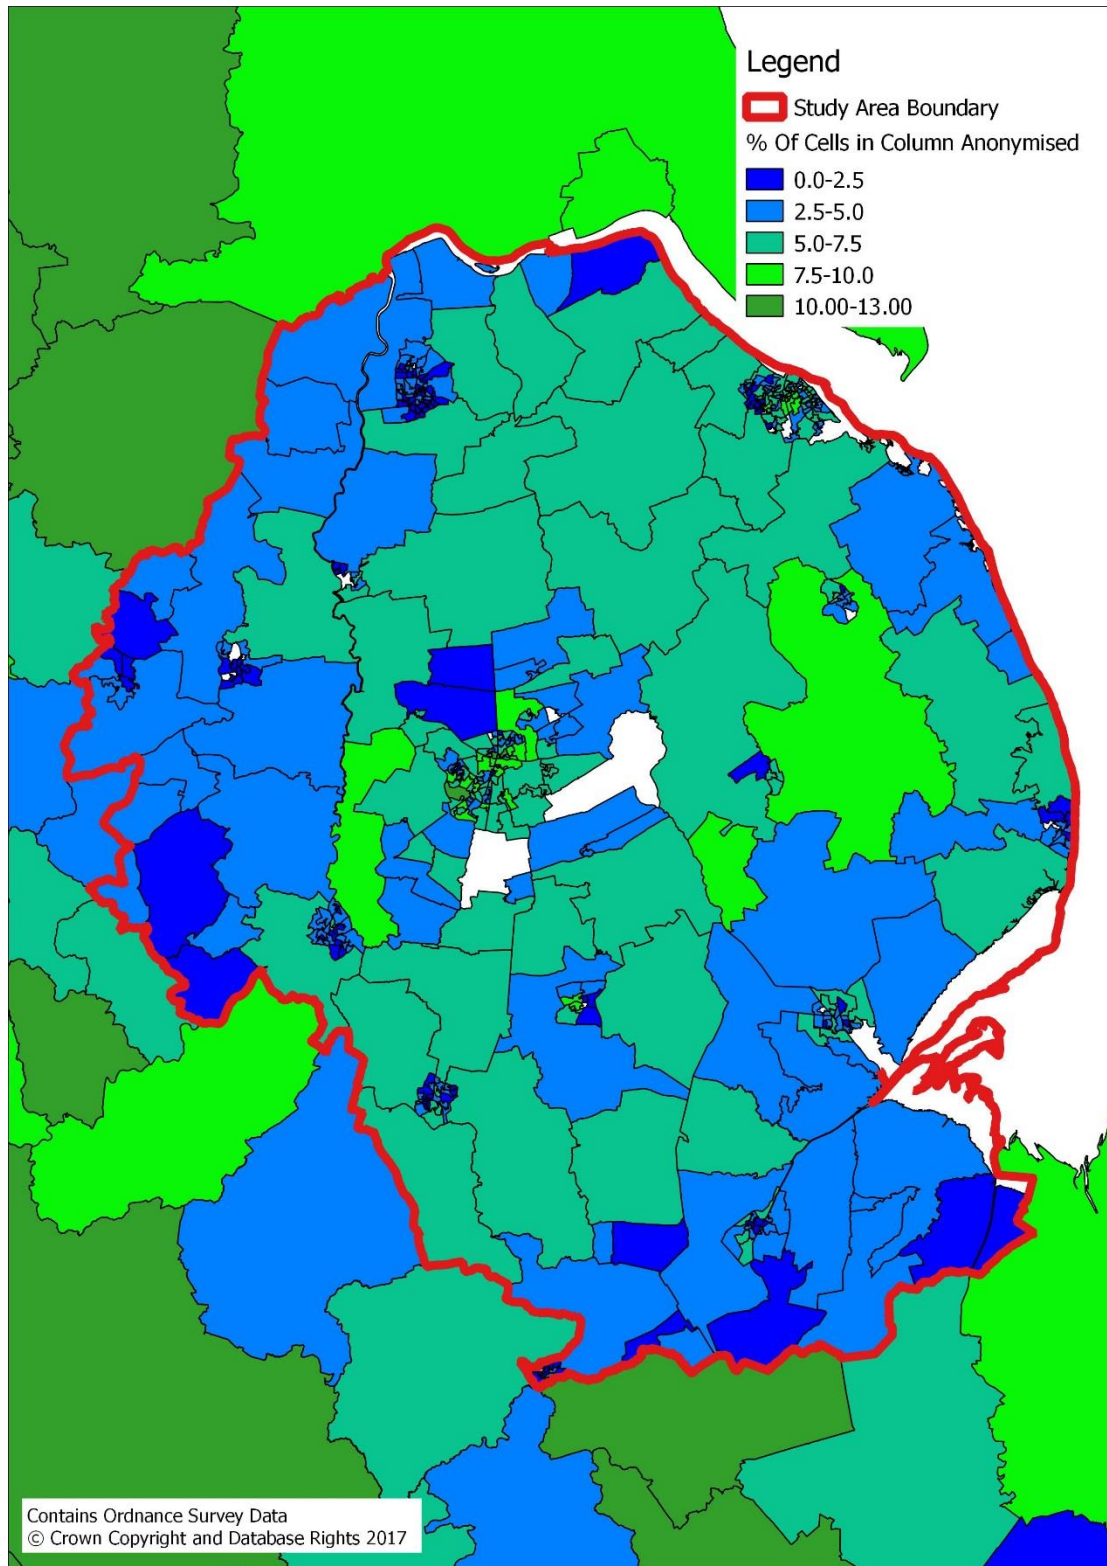 Legend
Study Area Boundary
% Of Cells in Column Anonymised
0.0-2.5
2.5-5.0
5.0-7.5
7.5-10.0
10.00-13.00
Contains Ordnance Survey Data
© Crown Copyright and Database Rights 2017